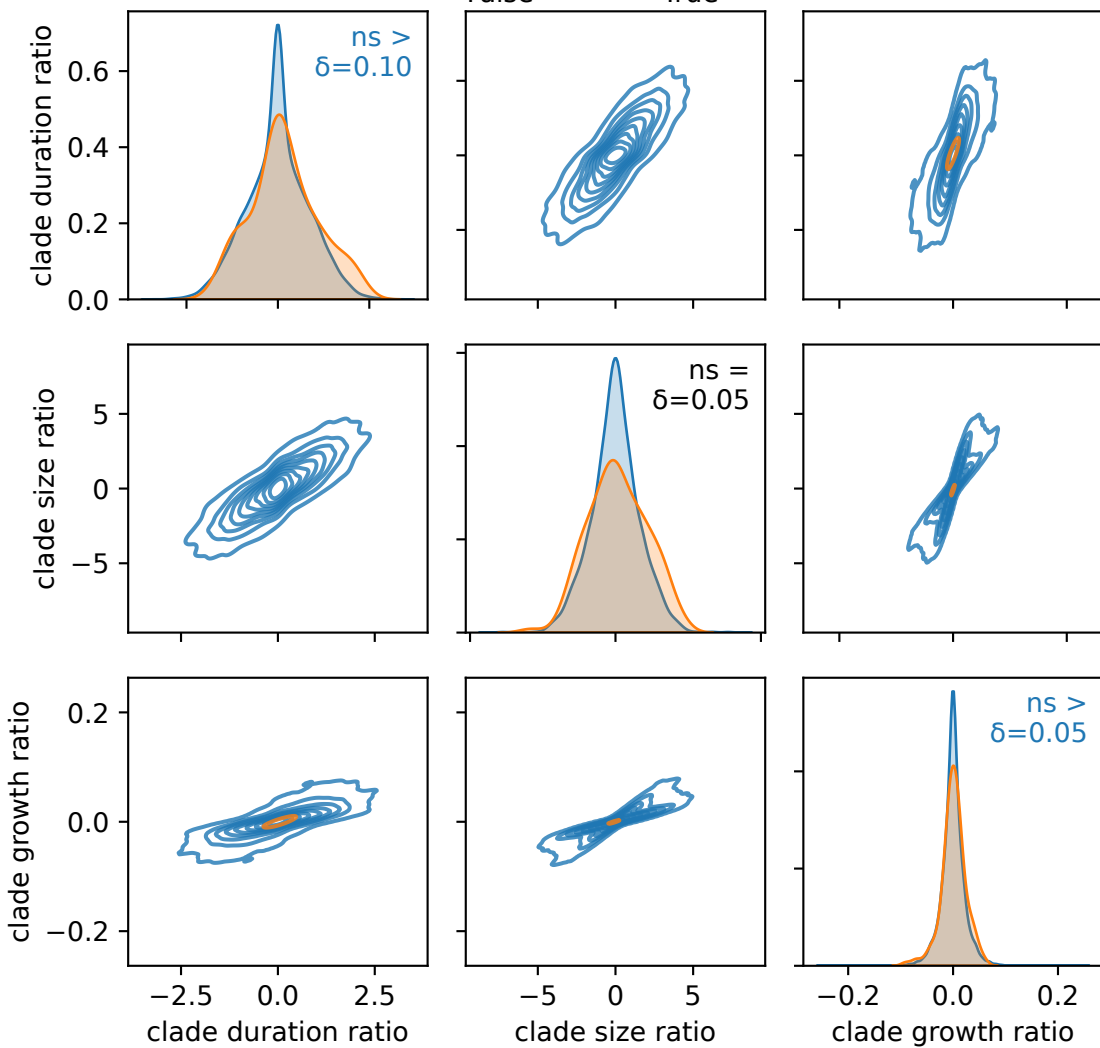 clade duration ratio
0.6
0.4
0.2
0.0
ns >
δ=0.10
clade size ratio
5
0
−5
ns =
δ=0.05
clade growth ratio
0.2
0.0
−0.2
ns >
δ=0.05
−2.5
0.0
2.5
clade duration ratio
−5
0
5
clade size ratio
−0.2
0.0
0.2
clade growth ratio